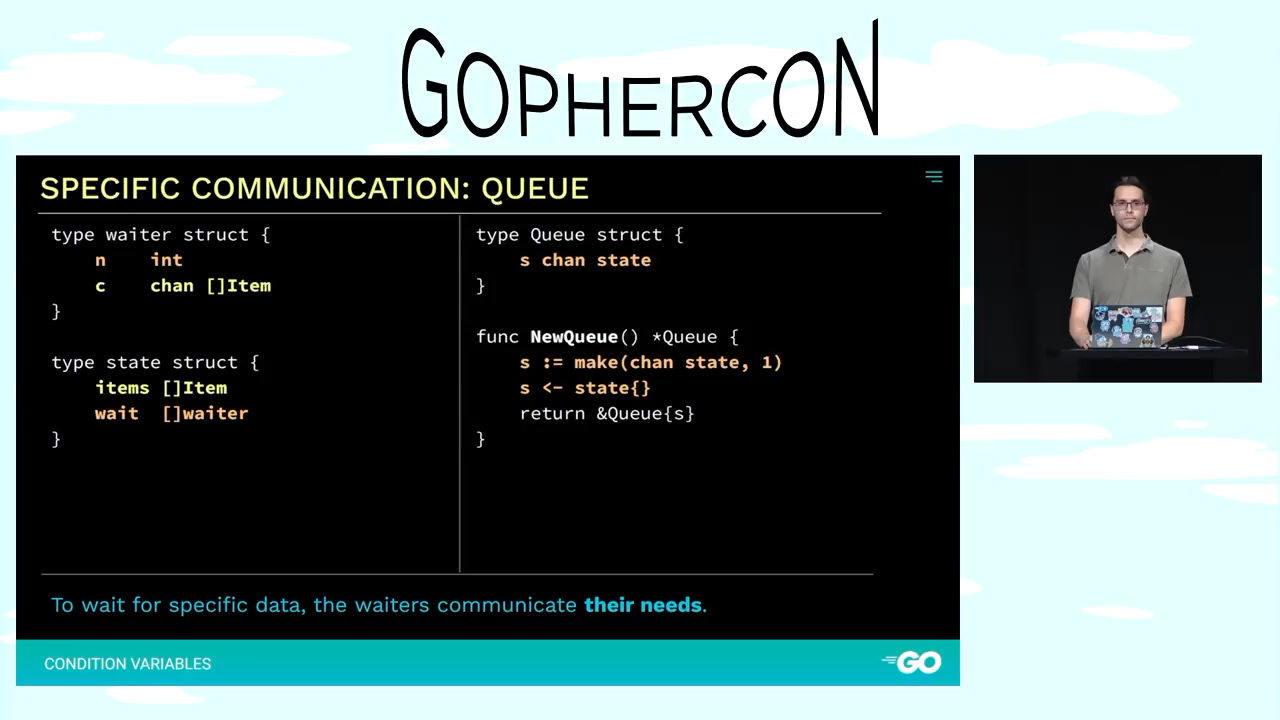 GOPHERCON
SPECIFIC COMMUNICATION: QUEUE
type waiter struct {
    n    int
    c    chan []Item
}
type state struct {
    items []Item
    wait  []waiter
}
type Queue struct {
    s chan state
}
func NewQueue() *Queue {
    s := make(chan state, 1)
    s <- state{}
    return &Queue{s}
}
To wait for specific data, the waiters communicate their needs.
CONDITION VARIABLES
GO